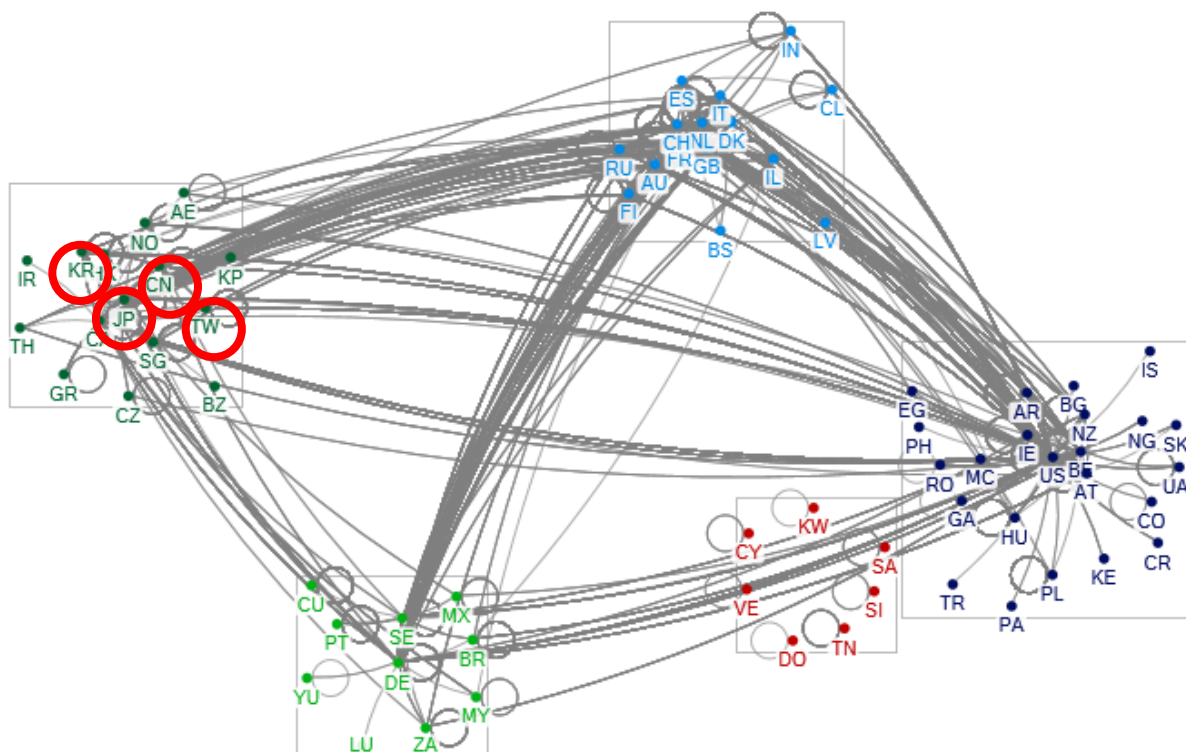 IN
ES
IT
CL
CH
NL
DK
FR
GB
RU
AU
IL
FI
BS
LV
AE
NO
KR
CN
KP
IR
JP
TW
TH
SG
GR
CZ
BZ
IS
EG
AR
BG
PH
NZ
NG
SK
IE
RO
MC
US
BE
UA
AT
GA
CO
HU
KW
CY
SA
CR
KE
PL
TR
PA
VE
SI
TN
DO
CU
MX
PT
SE
BR
DE
YU
MY
LU
ZA